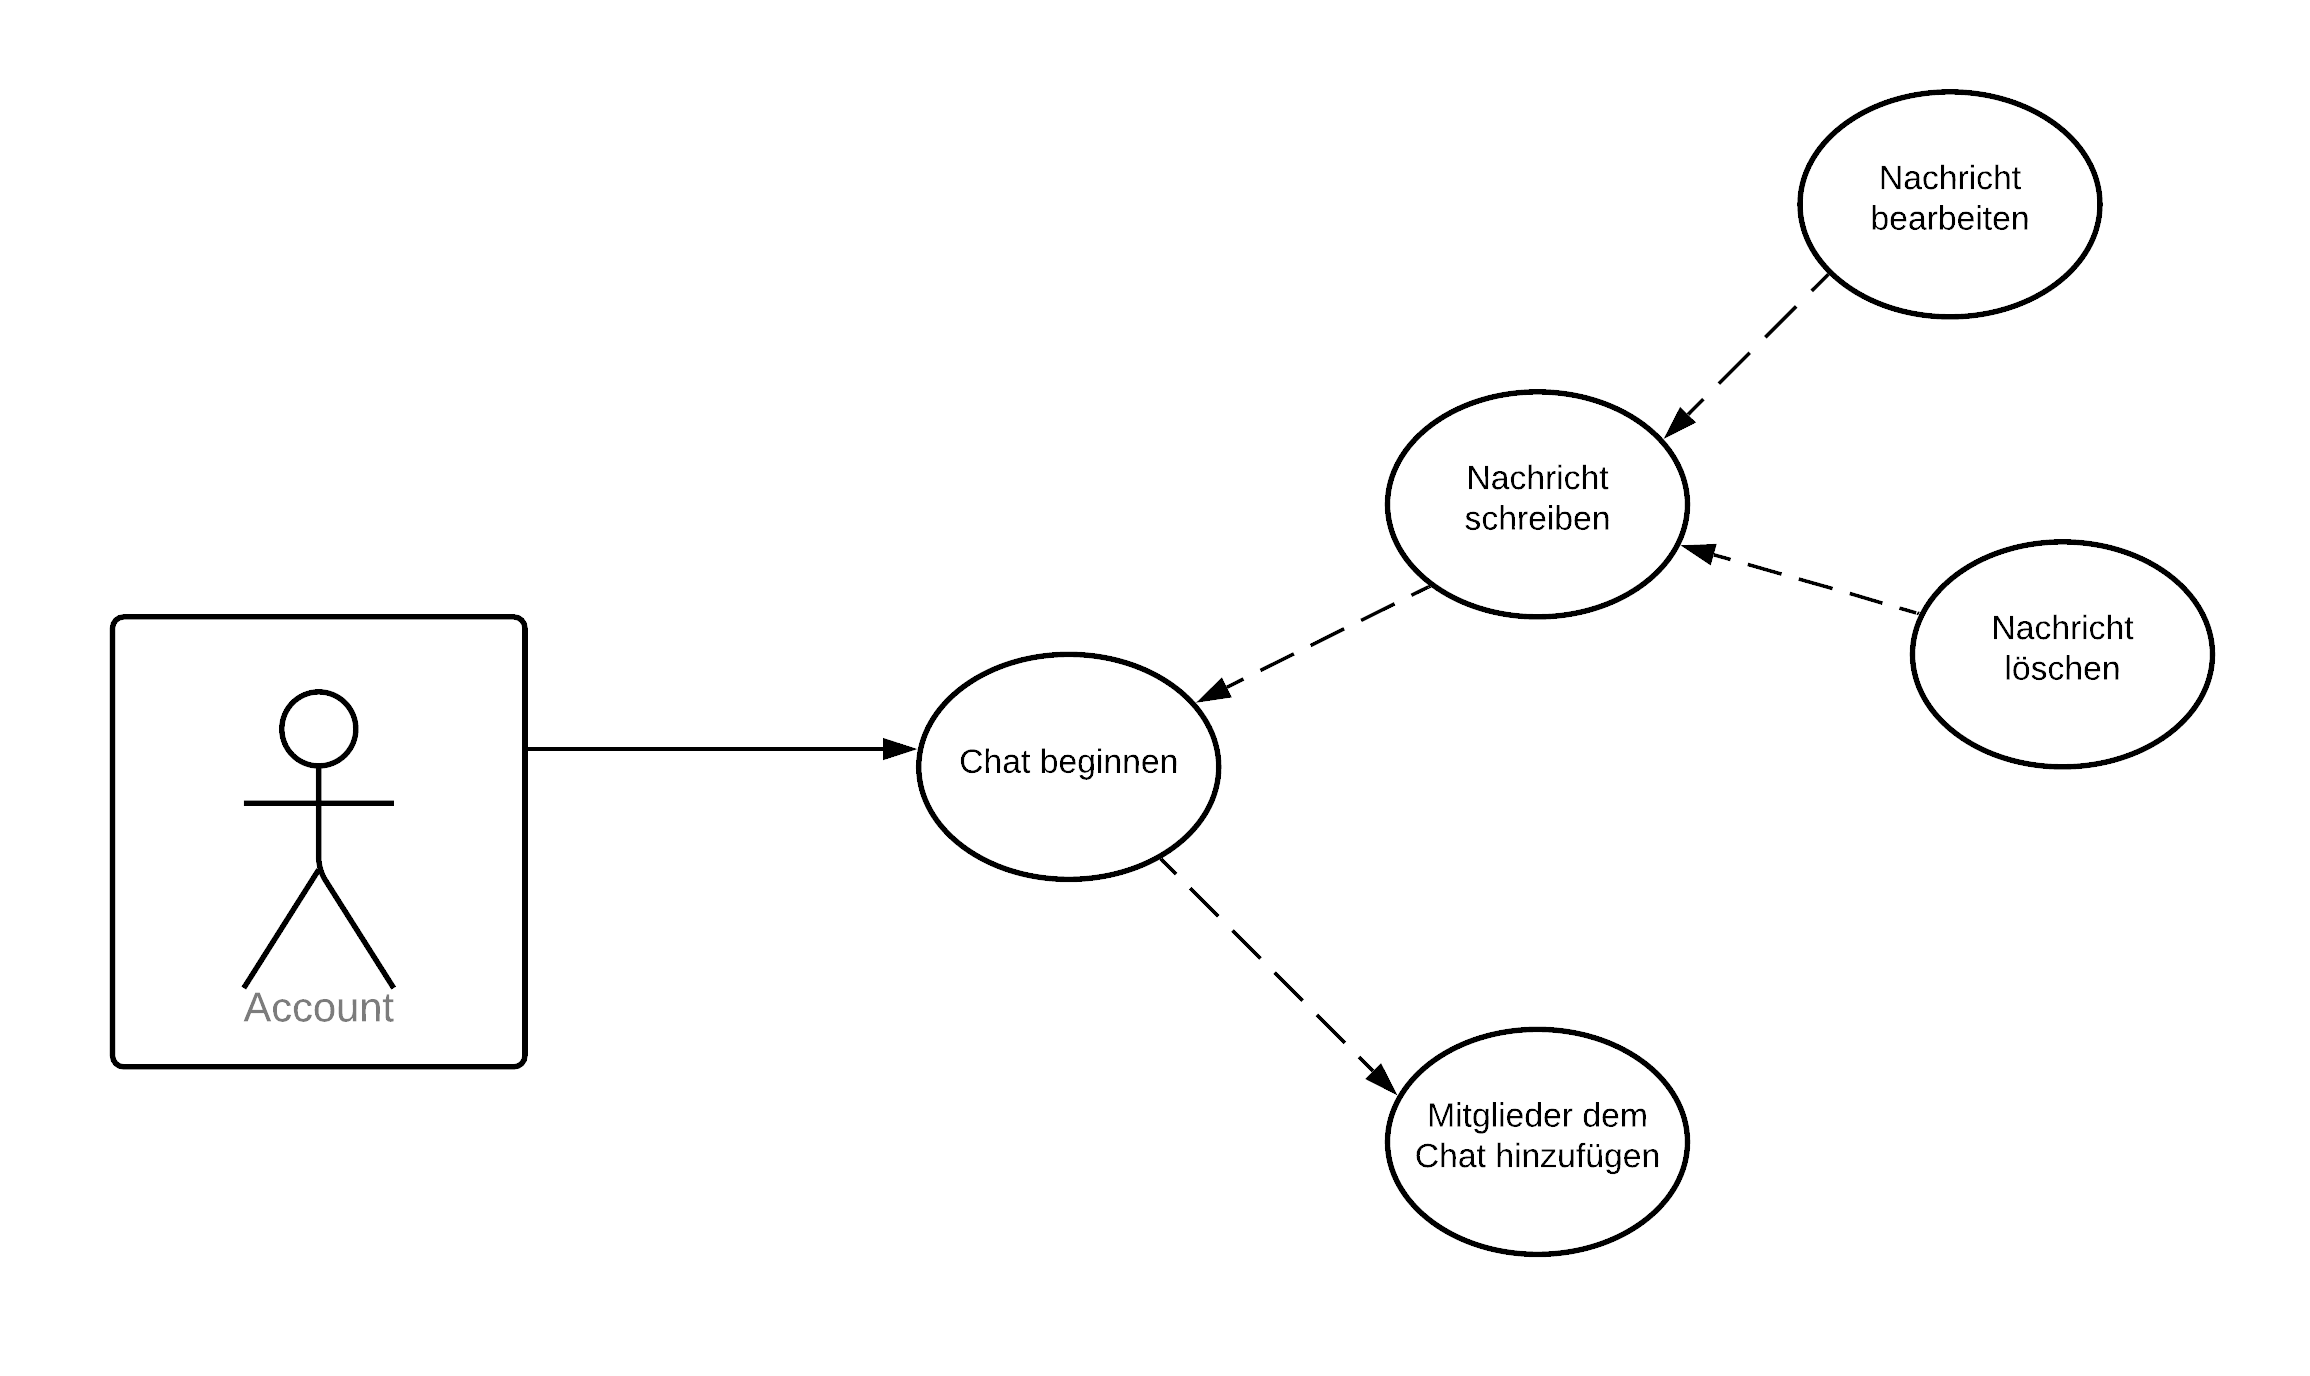 Nachricht
bearbeiten
Nachricht
schreiben
Nachricht
löschen
Chat beginnen
Account
Mitglieder dem
Chat hinzufügen